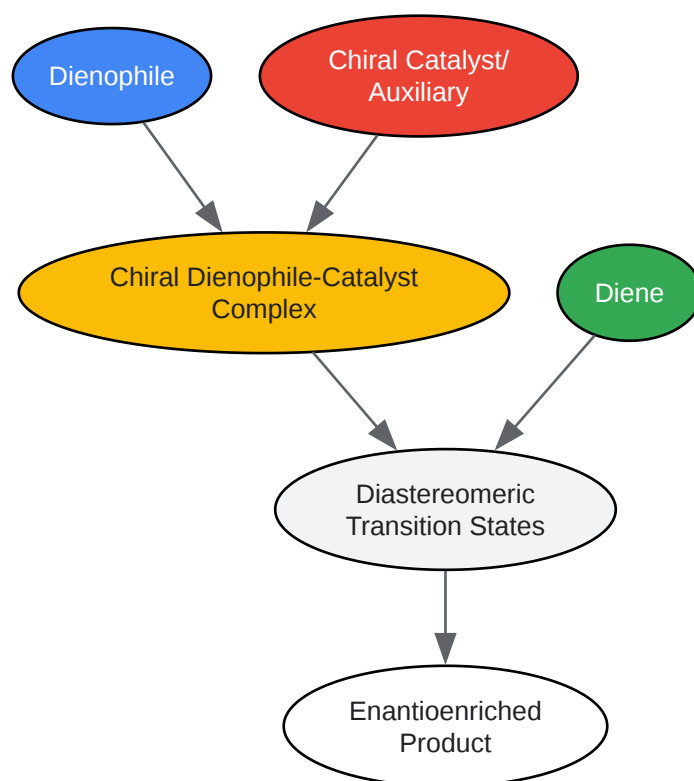 Dienophile
Chiral Catalyst/
Auxiliary
Chiral Dienophile-Catalyst
Complex
Diene
Diastereomeric
Transition States
Enantioenriched
Product